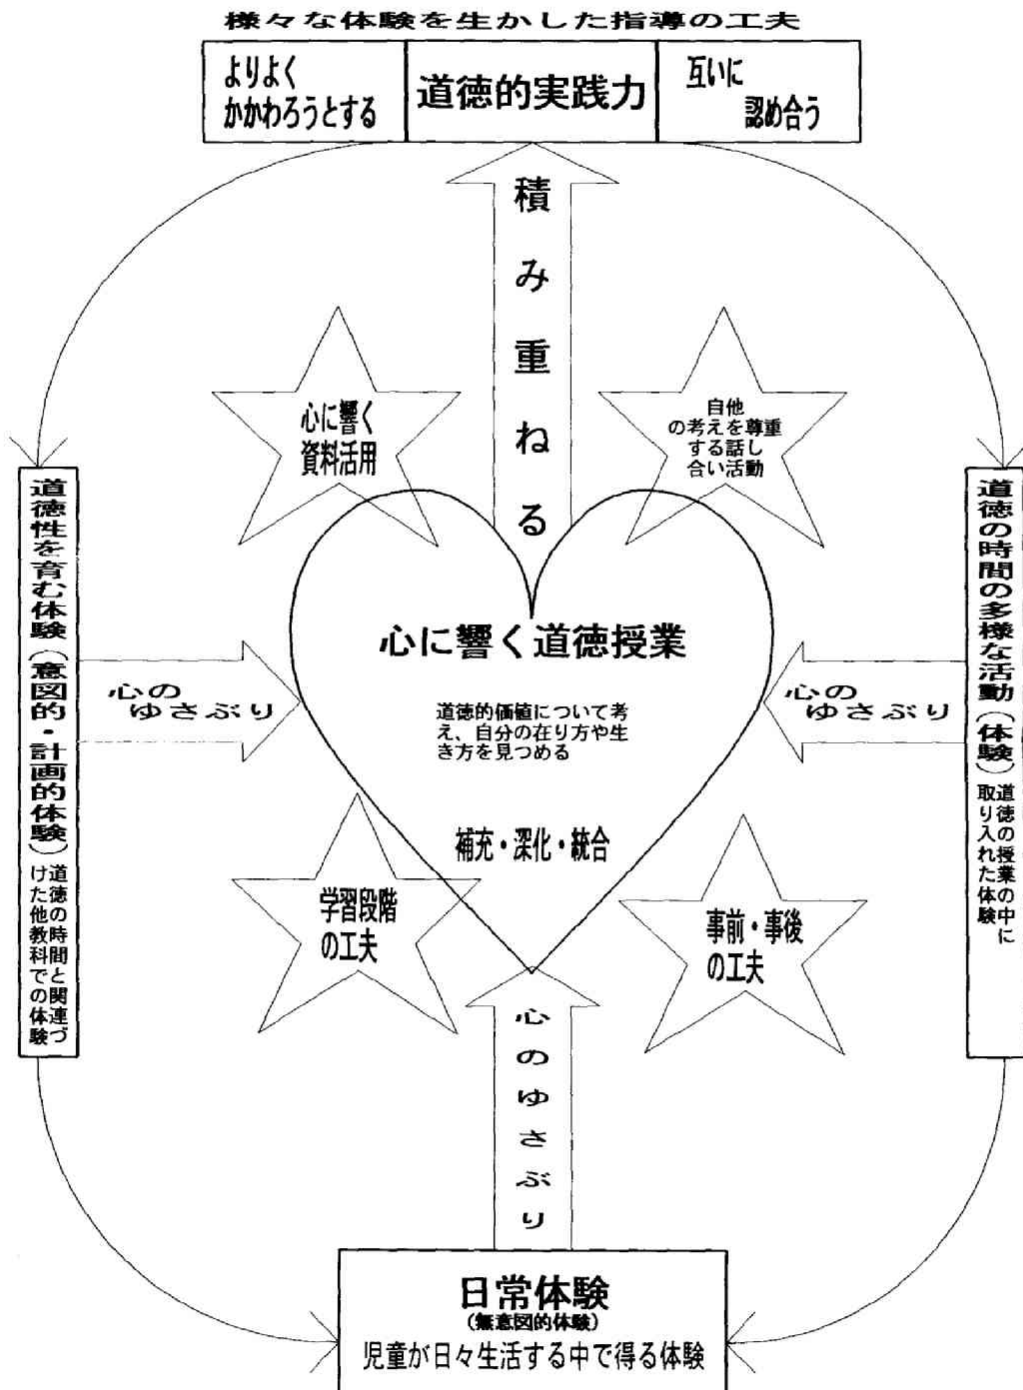 様々な体験を生かした指導の工夫
よりよく
かかわろうとする
道徳的実践力
互いに
認め合う
積み重ねる
心に響く
資料活用
自他
の考えを尊重
する話し
合い活動
道徳性を育む体験(意図的・計画的体験)
道徳の時間と関連づ
けた他教科での体験
心の
ゆさぶり
心に響く道徳授業
道徳的価値について考
え、自分の在り方や生
き方を見つめる
補充・深化・統合
心の
ゆさぶり
道徳の時間の多様な活動(体験)
道徳の授業の中に
取り入れた体験
学習段階
の工夫
事前・事後
の工夫
心のゆさぶり
日常体験
(無意図的体験)
児童が日々生活する中で得る体験